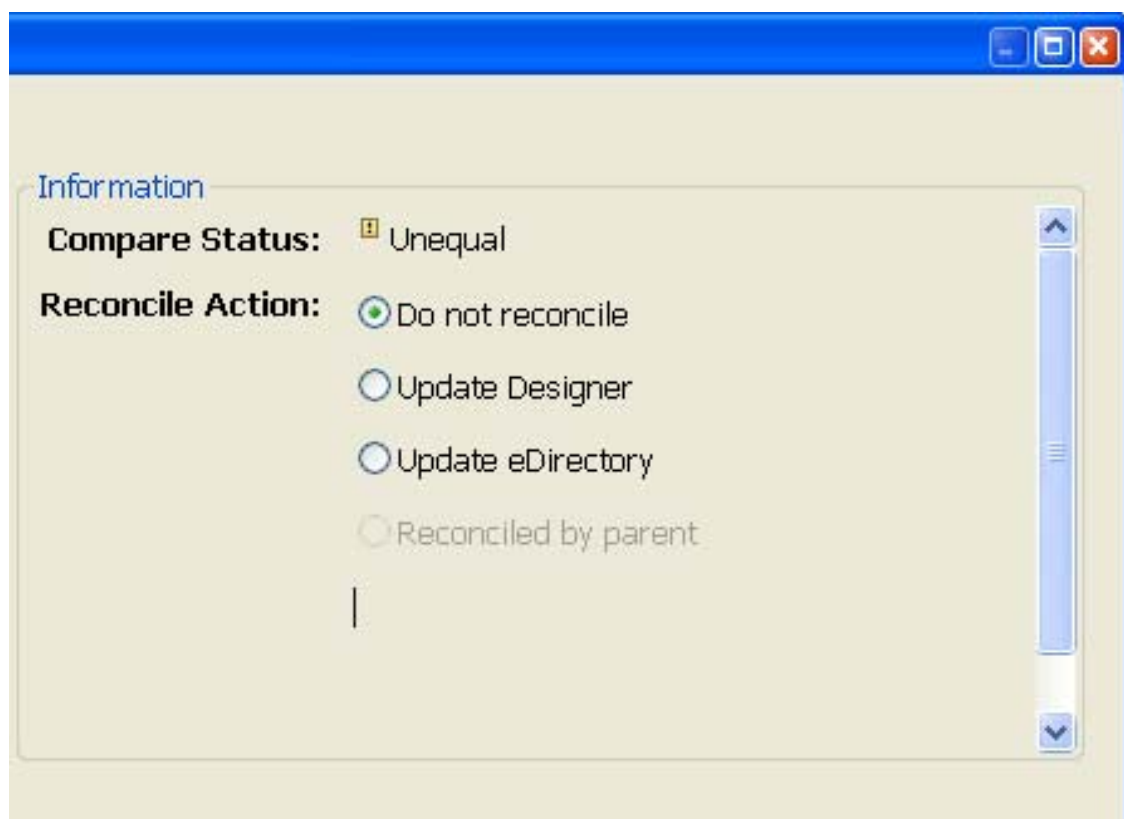 Information
Compare Status: Unequal
Reconcile Action: Do not reconcile
Update Designer
Update eDirectory
Reconciled by parent